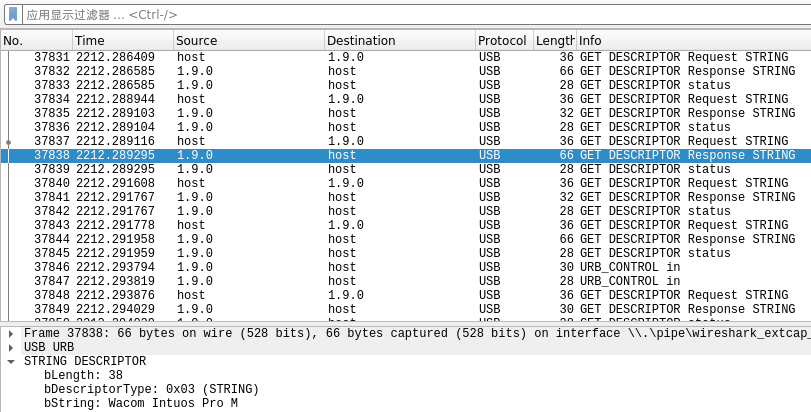 应用显示过滤器 … <Ctrl-/>
No. Time Source Destination Protocol Length Info
37831 2212.286409 host 1.9.0 USB 36 GET DESCRIPTOR Request STRING
37832 2212.286585 1.9.0 host USB 66 GET DESCRIPTOR Response STRING
37833 2212.286585 1.9.0 host USB 28 GET DESCRIPTOR status
37834 2212.288944 host 1.9.0 USB 36 GET DESCRIPTOR Request STRING
37835 2212.289103 1.9.0 host USB 32 GET DESCRIPTOR Response STRING
37836 2212.289104 1.9.0 host USB 28 GET DESCRIPTOR status
37837 2212.289116 host 1.9.0 USB 36 GET DESCRIPTOR Request STRING
37838 2212.289295 1.9.0 host USB 66 GET DESCRIPTOR Response STRING
37839 2212.289295 1.9.0 host USB 28 GET DESCRIPTOR status
37840 2212.291608 host 1.9.0 USB 36 GET DESCRIPTOR Request STRING
37841 2212.291767 1.9.0 host USB 32 GET DESCRIPTOR Response STRING
37842 2212.291767 1.9.0 host USB 28 GET DESCRIPTOR status
37843 2212.291778 host 1.9.0 USB 36 GET DESCRIPTOR Request STRING
37844 2212.291958 1.9.0 host USB 66 GET DESCRIPTOR Response STRING
37845 2212.291959 1.9.0 host USB 28 GET DESCRIPTOR status
37846 2212.293794 1.9.0 host USB 30 URB_CONTROL in
37847 2212.293819 1.9.0 host USB 28 URB_CONTROL in
37848 2212.293876 host 1.9.0 USB 36 GET DESCRIPTOR Request STRING
37849 2212.294029 1.9.0 host USB 30 GET DESCRIPTOR Response STRING
Frame 37838: 66 bytes on wire (528 bits), 66 bytes captured (528 bits) on interface \\.\pipe\wireshark_extcap_
USB URB
STRING DESCRIPTOR
bLength: 38
bDescriptorType: 0x03 (STRING)
bString: Wacom Intuos Pro M